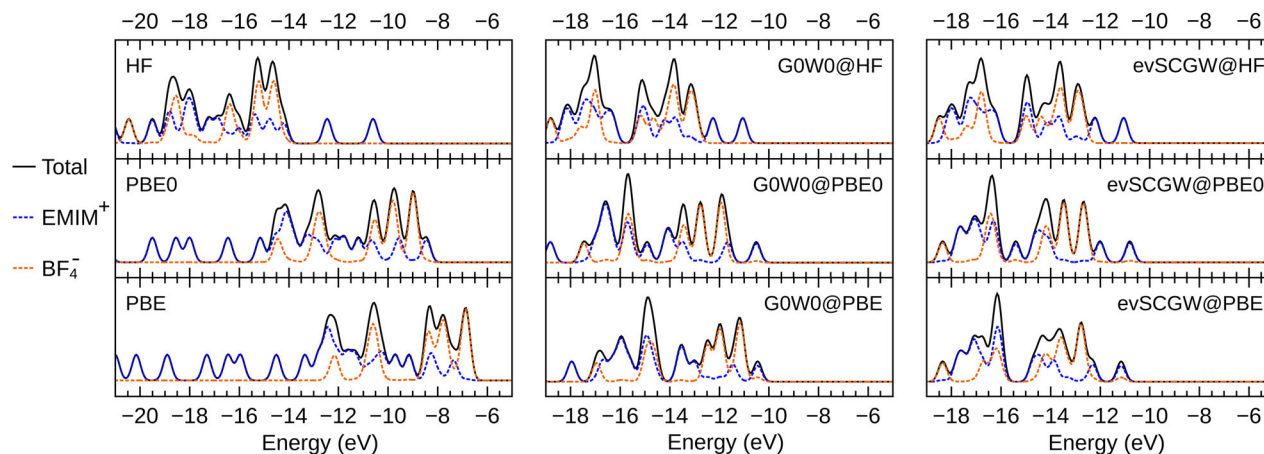 −20 −18 −16 −14 −12 −10 −8 −6
−18 −16 −14 −12 −10 −8 −6
−18 −16 −14 −12 −10 −8 −6
HF
G0W0@HF
evSCGW@HF
Total
EMIM+
BF4−
PBE0
G0W0@PBE0
evSCGW@PBE0
PBE
G0W0@PBE
evSCGW@PBE
−20 −18 −16 −14 −12 −10 −8 −6
−18 −16 −14 −12 −10 −8 −6
−18 −16 −14 −12 −10 −8 −6
Energy (eV)
Energy (eV)
Energy (eV)